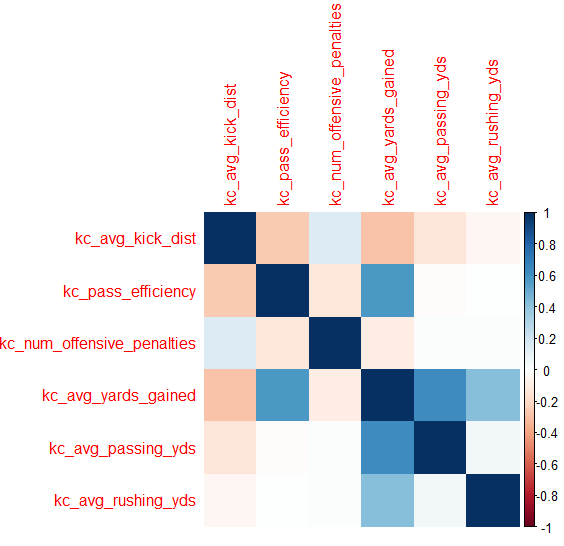 kc_avg_kick_dist
kc_pass_efficiency
kc_num_offensive_penalties
kc_avg_yards_gained
kc_avg_passing_yds
kc_avg_rushing_yds
kc_avg_kick_dist
kc_pass_efficiency
kc_num_offensive_penalties
kc_avg_yards_gained
kc_avg_passing_yds
kc_avg_rushing_yds
1
0.8
0.6
0.4
0.2
0
-0.2
-0.4
-0.6
-0.8
-1